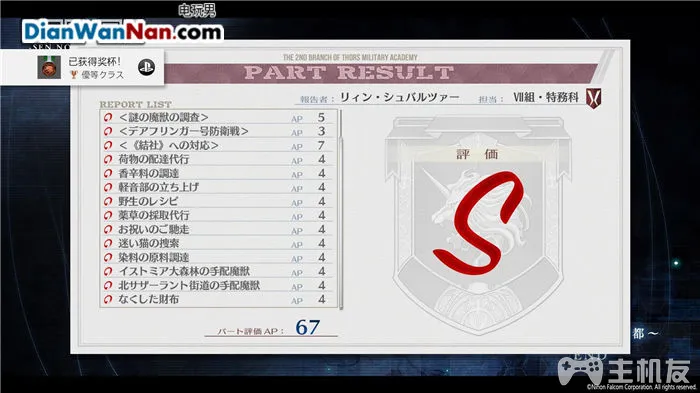 电玩男
DianWanNan.com
SEN NO
已获得奖杯!
優等クラス
THE 2ND BRANCH OF THORS MILITARY ACADEMY
PART RESULT
REPORT LIST
報告者：リィン・シュバルツァー 担当：Ⅶ組・特務科
＜謎の魔獣の調査＞ AP 5
＜デアフリンガー号防衛戦＞ AP 3
＜《結社》への対応＞ AP 7
荷物の配達代行 AP 4
香辛料の調達 AP 4
軽音部の立ち上げ AP 4
野生のレシピ AP 4
薬草の採取代行 AP 4
お祝いのご馳走 AP 4
迷い猫の捜索 AP 4
染料の原料調達 AP 4
イストミア大森林の手配魔獣 AP 4
北サザーラント街道の手配魔獣 AP 4
なくした財布 AP 4
パート評価AP： 67
評価
S
都～
END
主机友
©Nihon Falcom Corporation. All rights reserved.